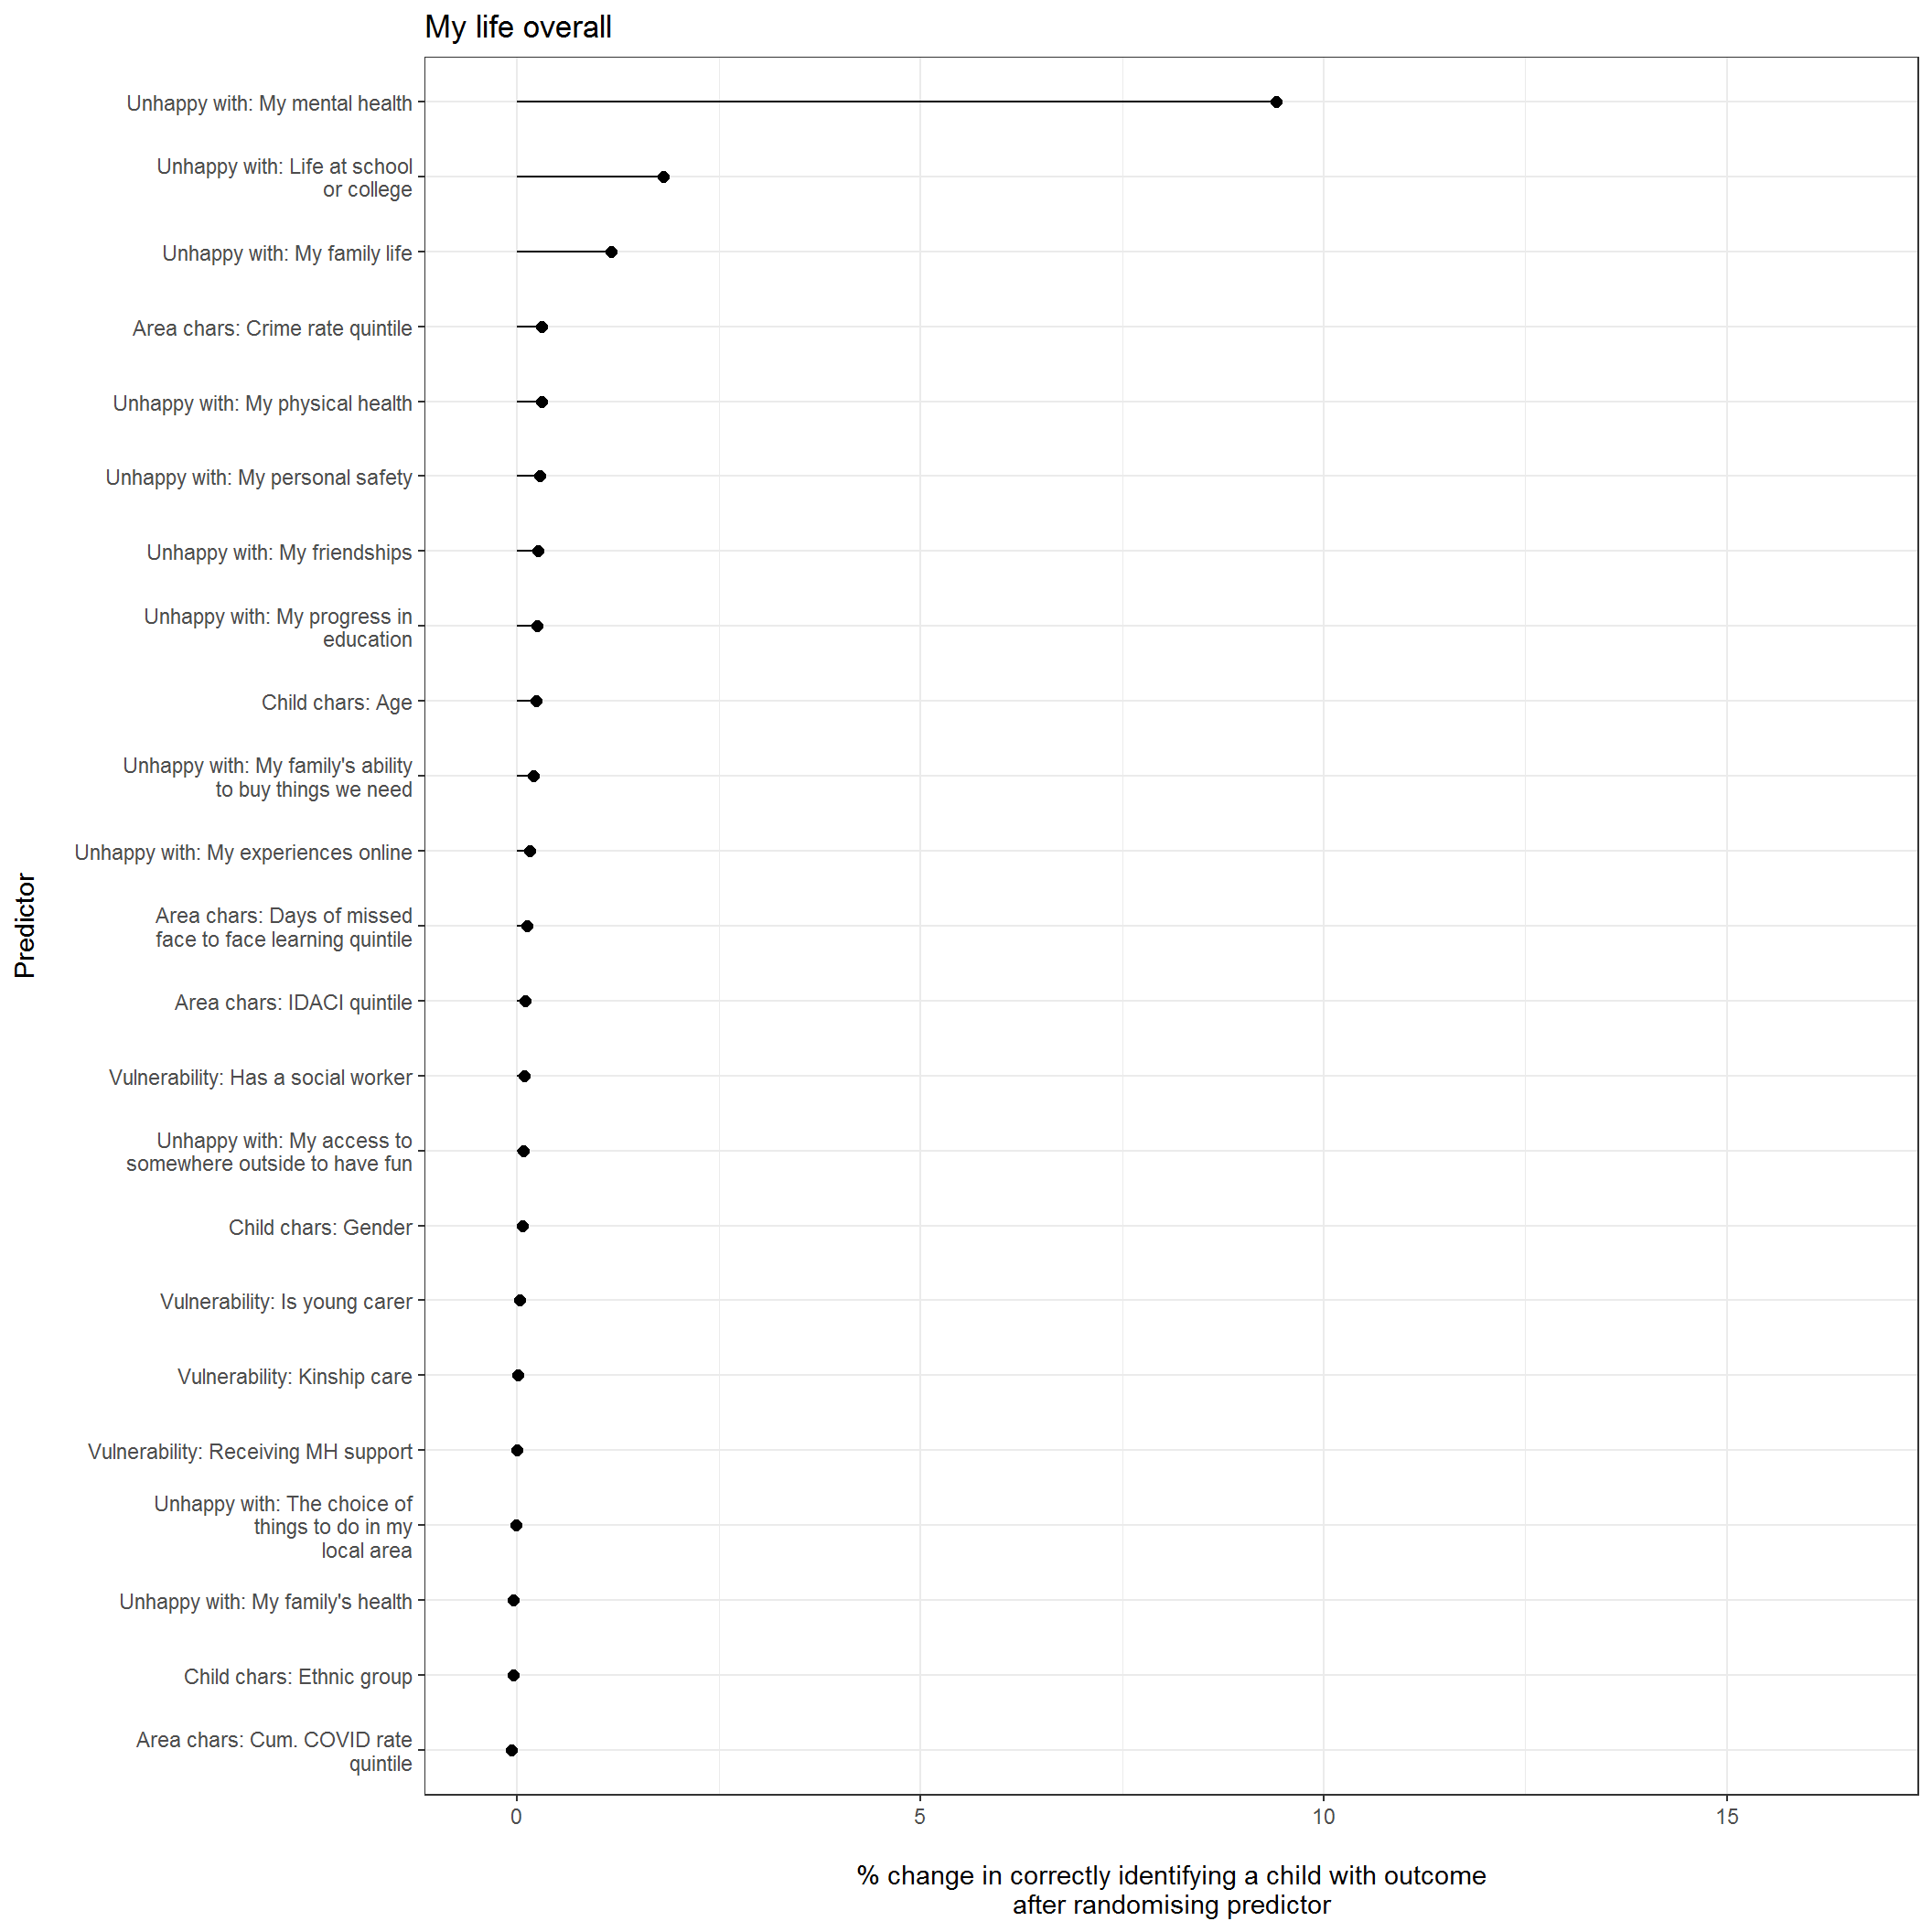 My life overall
Unhappy with: My mental health
Unhappy with: Life at school
or college
Unhappy with: My family life
Area chars: Crime rate quintile
Unhappy with: My physical health
Unhappy with: My personal safety
Unhappy with: My friendships
Unhappy with: My progress in
education
Child chars: Age
Unhappy with: My family's ability
to buy things we need
Unhappy with: My experiences online
Area chars: Days of missed
face to face learning quintile
Area chars: IDACI quintile
Vulnerability: Has a social worker
Unhappy with: My access to
somewhere outside to have fun
Child chars: Gender
Vulnerability: Is young carer
Vulnerability: Kinship care
Vulnerability: Receiving MH support
Unhappy with: The choice of
things to do in my
local area
Unhappy with: My family's health
Child chars: Ethnic group
Area chars: Cum. COVID rate
quintile
Predictor
0 5 10 15
% change in correctly identifying a child with outcome
after randomising predictor